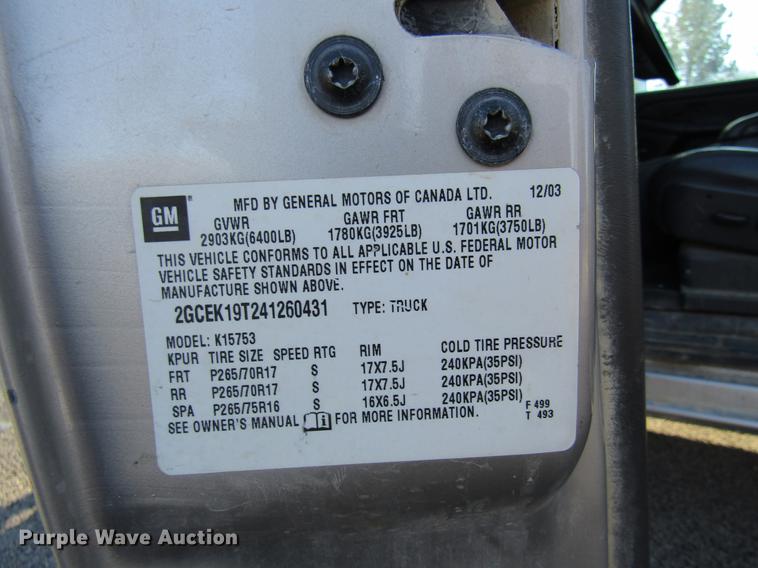 GM
MFD BY GENERAL MOTORS OF CANADA LTD. 12/03
GVWR GAWR FRT GAWR RR
2903KG(6400LB) 1780KG(3925LB) 1701KG(3750LB)
THIS VEHICLE CONFORMS TO ALL APPLICABLE U.S. FEDERAL MOTOR
VEHICLE SAFETY STANDARDS IN EFFECT ON THE DATE OF
MANUFACTURE SHOWN ABOVE.
2GCEK19T241260431 TYPE: TRUCK
MODEL: K15753
KPUR TIRE SIZE SPEED RTG RIM COLD TIRE PRESSURE
FRT P265/70R17 S 17X7.5J 240KPA(35PSI)
RR P265/70R17 S 17X7.5J 240KPA(35PSI)
SPA P265/75R16 S 16X6.5J 240KPA(35PSI)
SEE OWNER'S MANUAL FOR MORE INFORMATION.
F 499
T 493
Purple Wave Auction